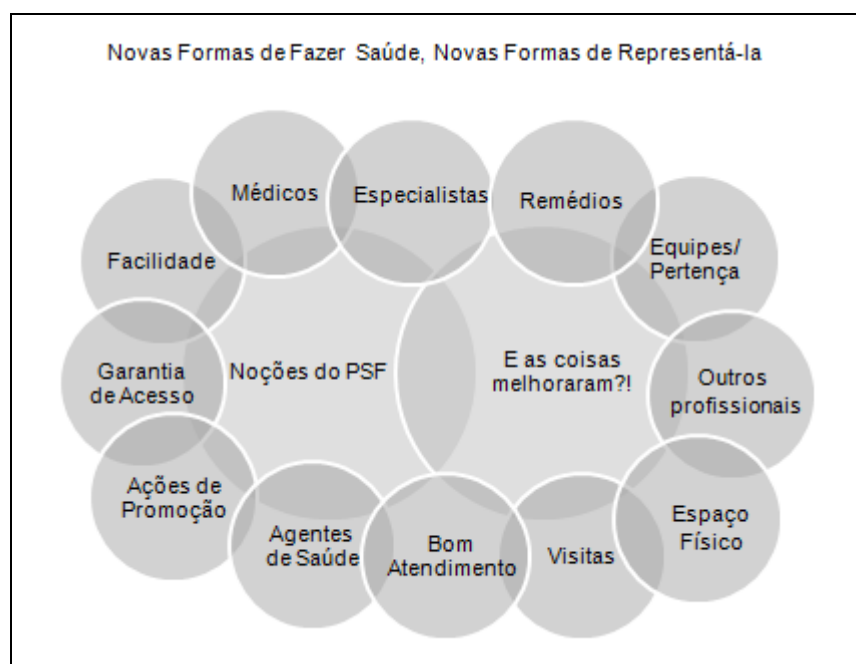 Novas Formas de Fazer Saúde, Novas Formas de Representá-la
Médicos
Especialistas
Remédios
Facilidade
Equipes/
Pertença
Noções do PSF
E as coisas
melhoraram?!
Garantia
de Acesso
Outros
profissionais
Ações de
Promoção
Agentes
de Saúde
Bom
Atendimento
Visitas
Espaço
Físico